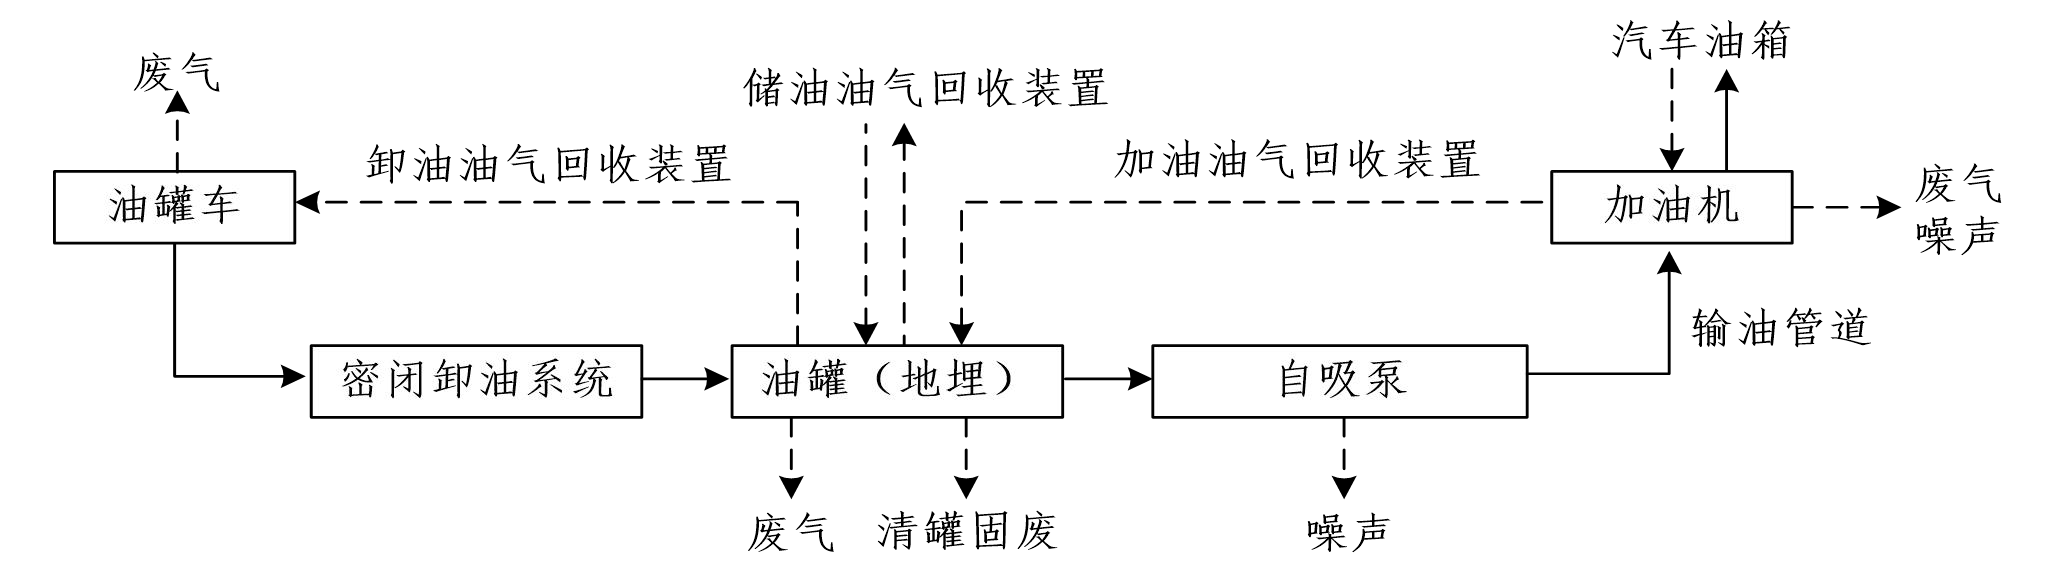 汽车油箱
废气
储油油气回收装置
卸油油气回收装置
加油油气回收装置
油罐车
加油机
废气
噪声
输油管道
密闭卸油系统
油罐（地埋）
自吸泵
废气
清罐固废
噪声